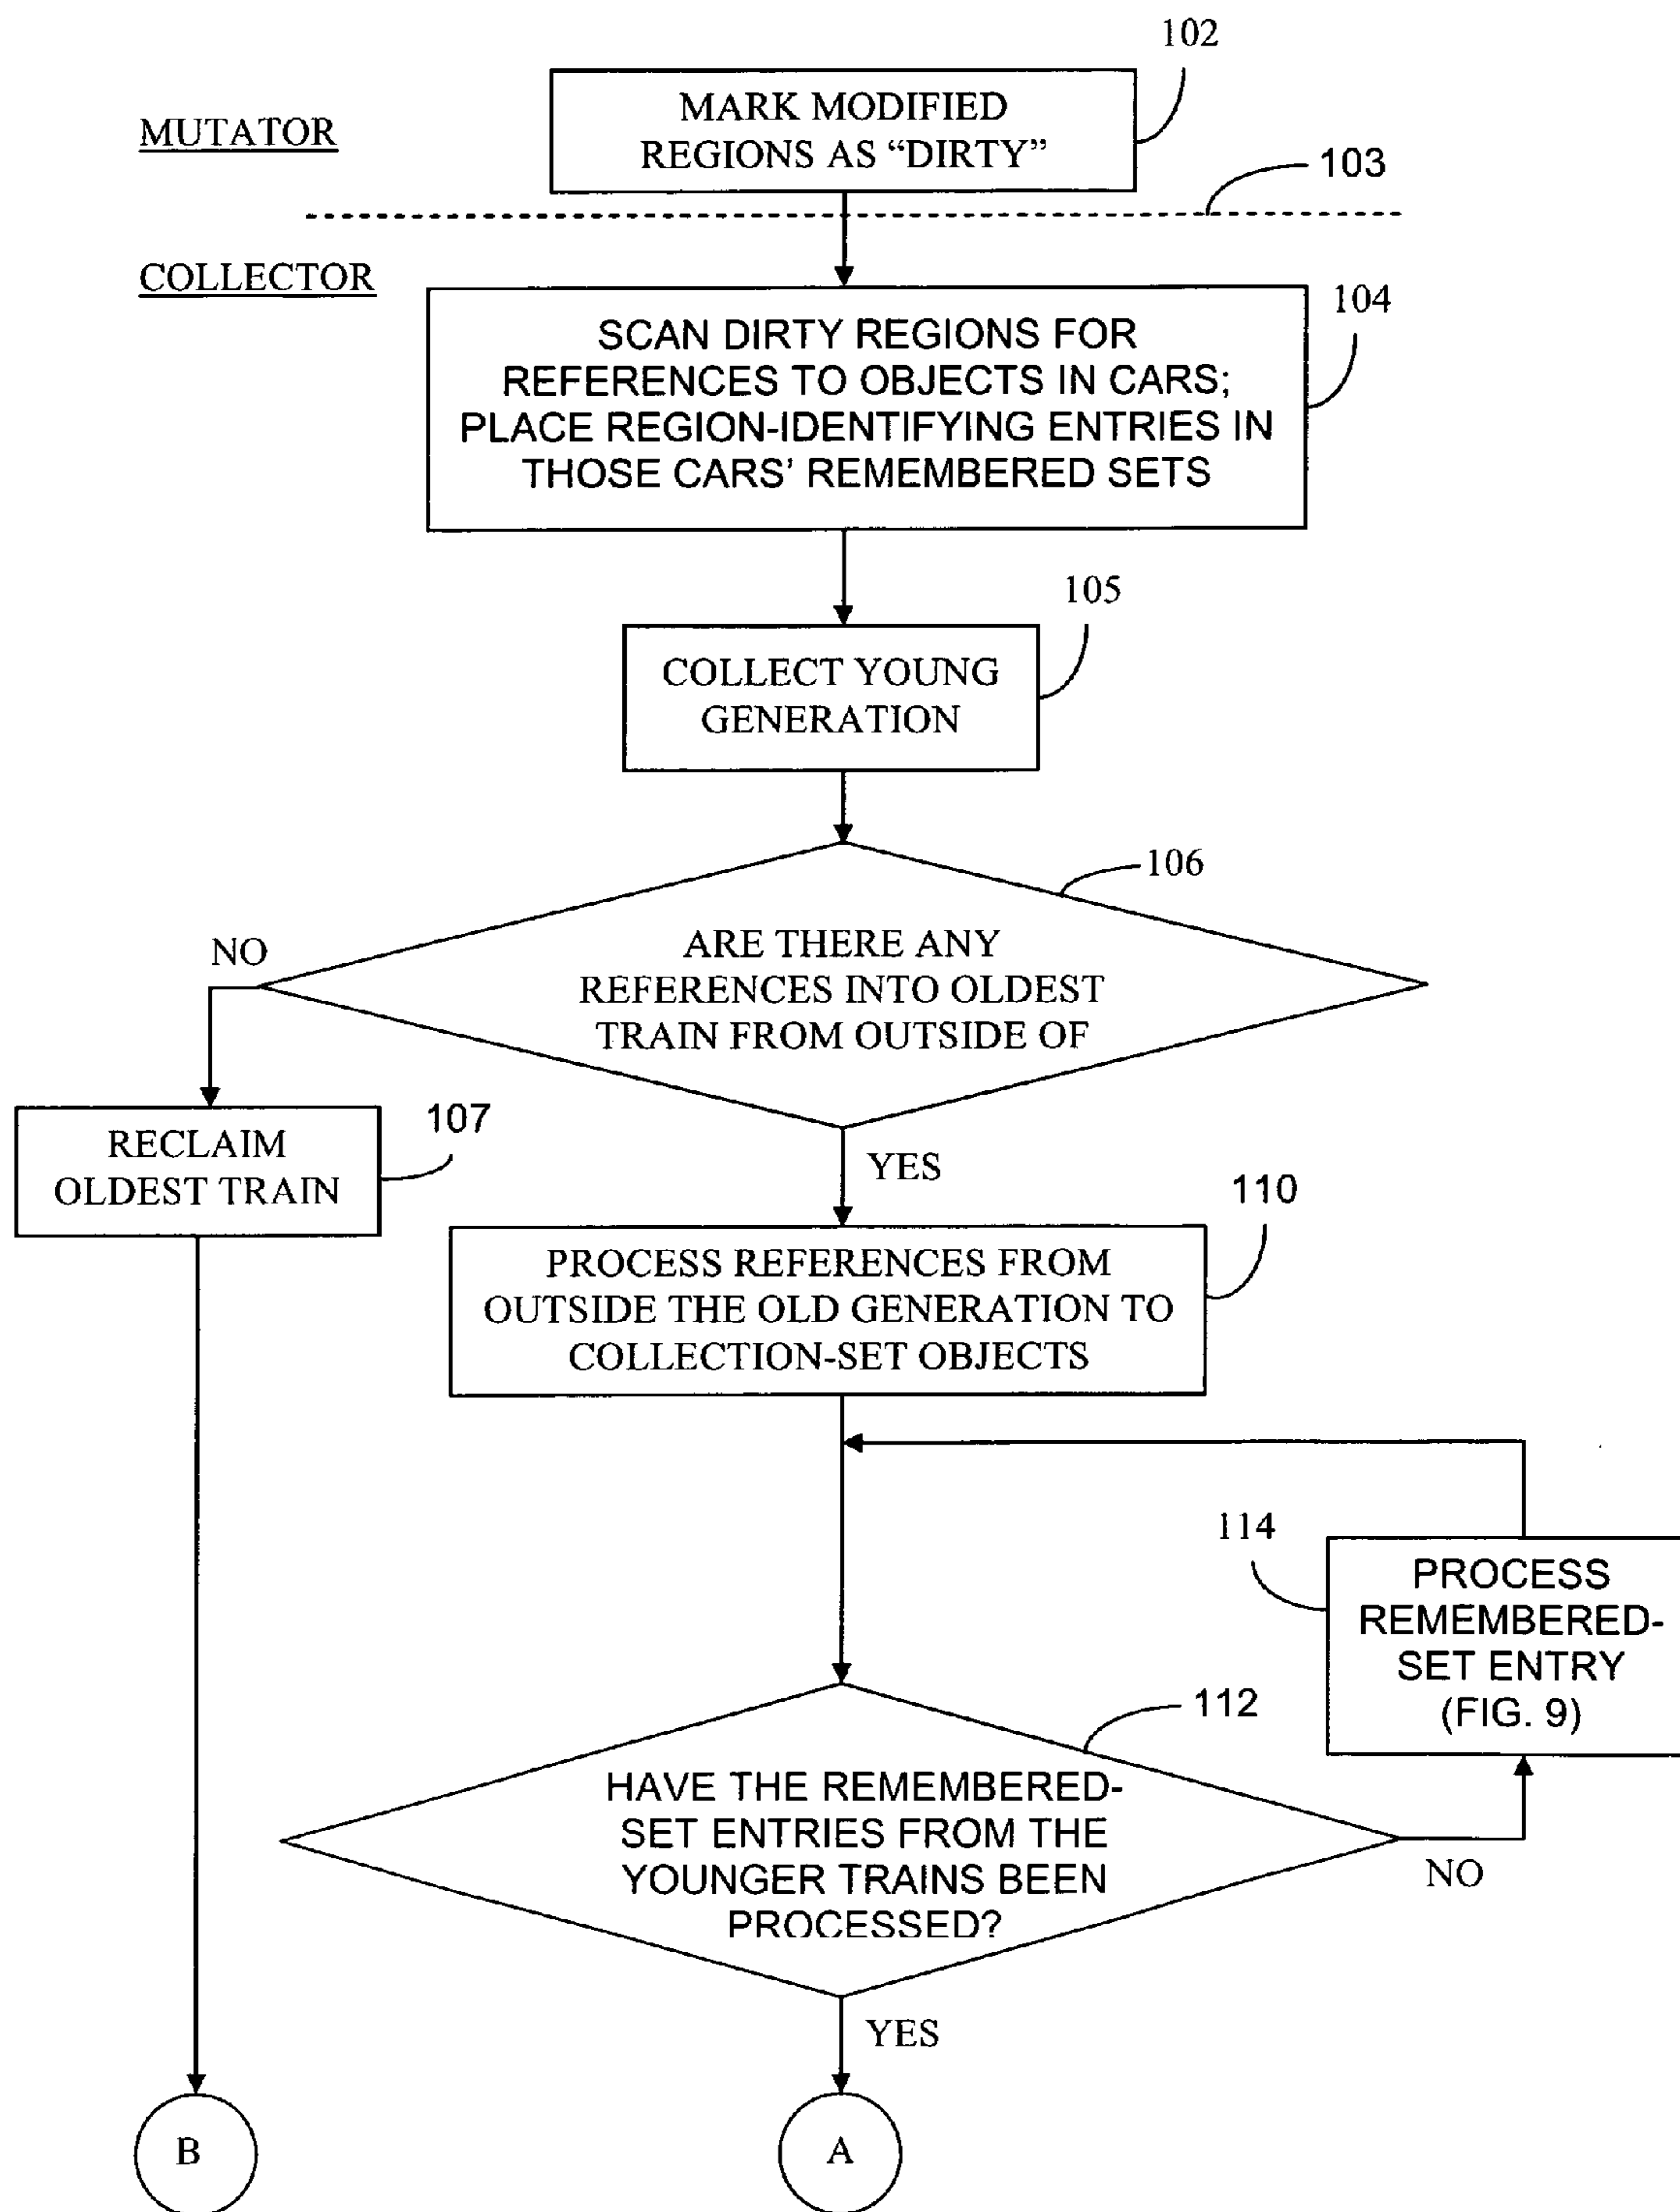 102
MARK MODIFIED
REGIONS AS “DIRTY”
MUTATOR
103
COLLECTOR
104
SCAN DIRTY REGIONS FOR
REFERENCES TO OBJECTS IN CARS;
PLACE REGION-IDENTIFYING ENTRIES IN
THOSE CARS’ REMEMBERED SETS
105
COLLECT YOUNG
GENERATION
106
ARE THERE ANY
REFERENCES INTO OLDEST
TRAIN FROM OUTSIDE OF
NO
RECLAIM
OLDEST TRAIN
107
YES
110
PROCESS REFERENCES FROM
OUTSIDE THE OLD GENERATION TO
COLLECTION-SET OBJECTS
114
PROCESS
REMEMBERED-
SET ENTRY
(FIG. 9)
112
HAVE THE REMEMBERED-
SET ENTRIES FROM THE
YOUNGER TRAINS BEEN
PROCESSED?
NO
YES
B
A